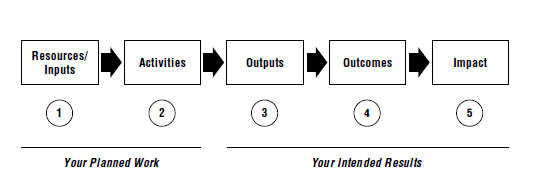 Resources/
Inputs
Activities
Outputs
Outcomes
Impact
1
2
3
4
5
Your Planned Work
Your Intended Results